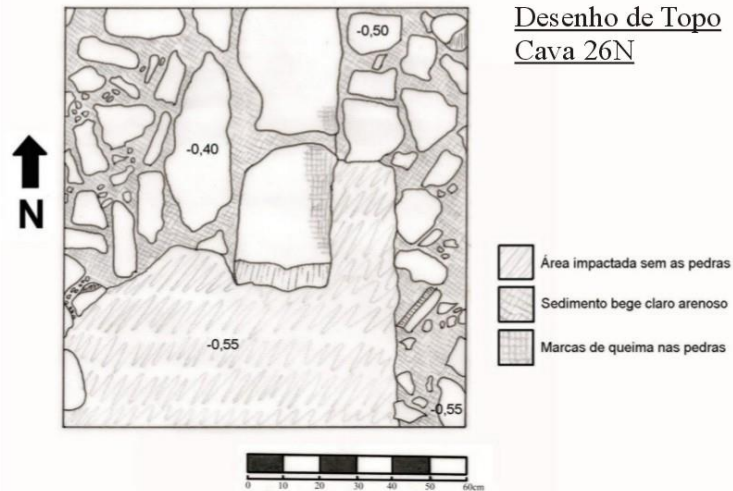 Desenho de Topo
Cava 26N
-0,50
-0,40
N
Área impactada sem as pedras
Sedimento bege claro arenoso
-0,55
Marcas de queima nas pedras
-0,55
0 10 20 30 40 50 60cm